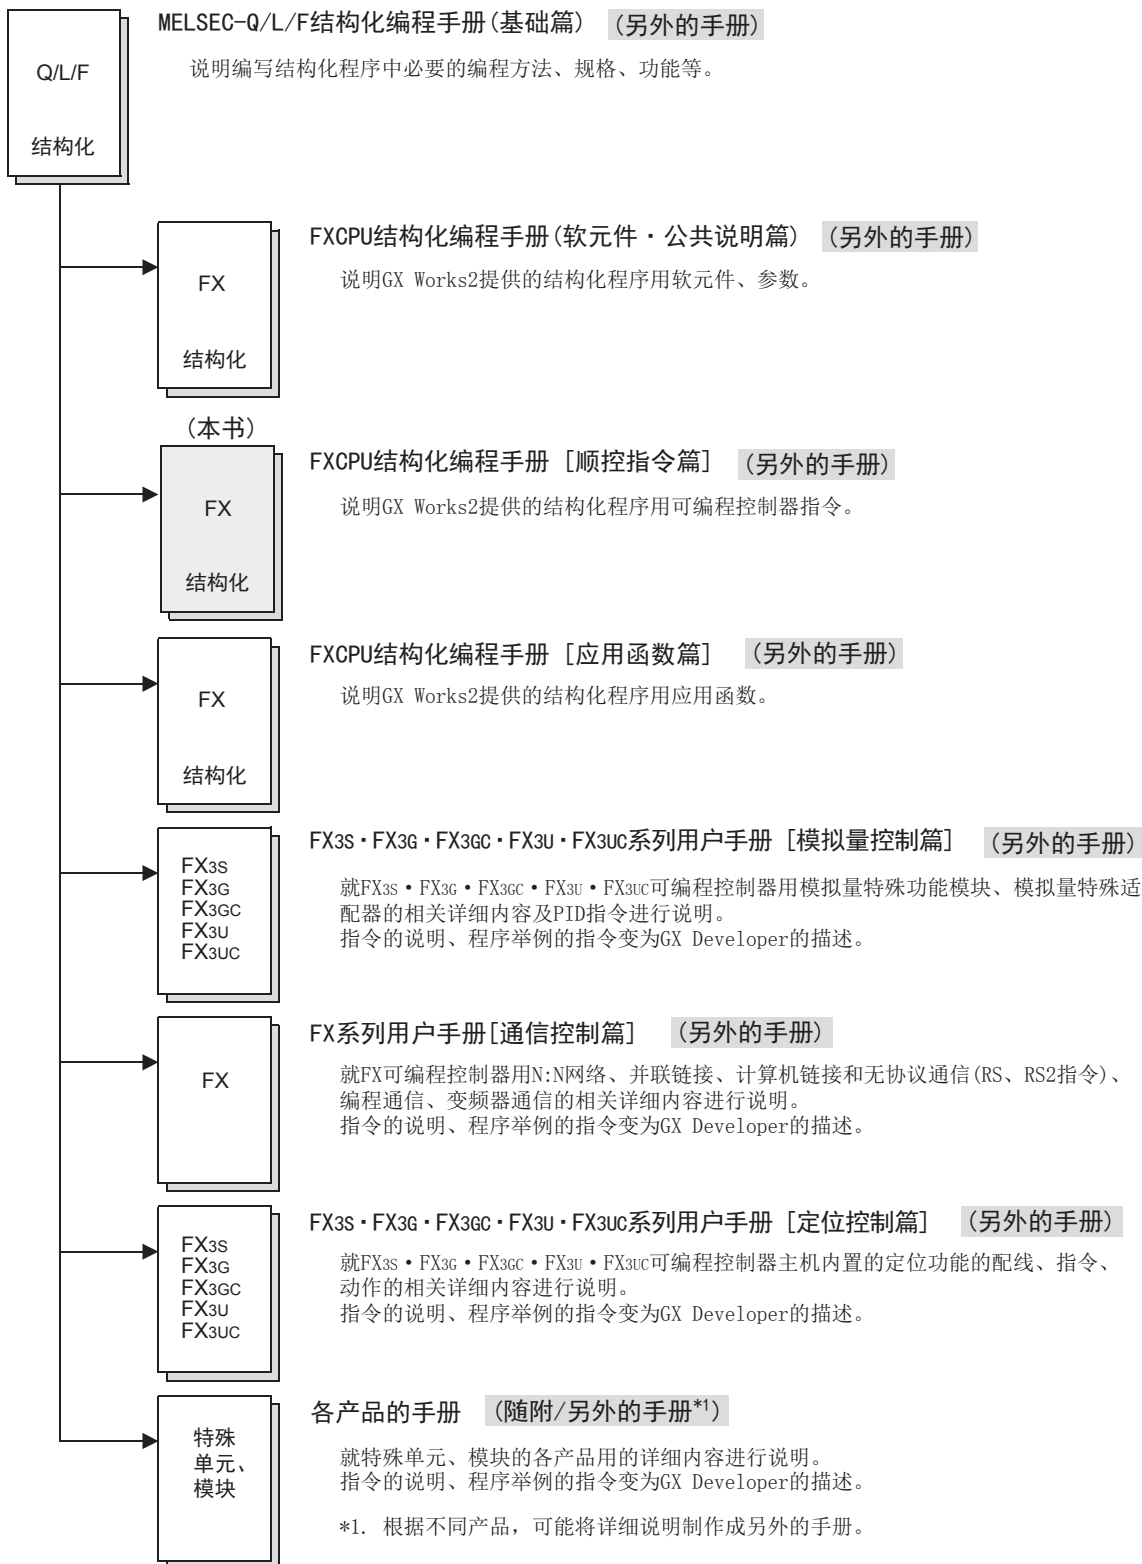 MELSEC-Q/L/F结构化编程手册(基础篇) (另外的手册)
说明编写结构化程序中必要的编程方法、规格、功能等。
Q/L/F
结构化
FXCPU结构化编程手册(软元件・公共说明篇) (另外的手册)
说明GX Works2提供的结构化程序用软元件、参数。
FX
结构化
(本书)
FXCPU结构化编程手册 [顺控指令篇] (另外的手册)
说明GX Works2提供的结构化程序用可编程控制器指令。
FX
结构化
FXCPU结构化编程手册 [应用函数篇] (另外的手册)
说明GX Works2提供的结构化程序用应用函数。
FX
结构化
FX3S・FX3G・FX3GC・FX3U・FX3UC系列用户手册 [模拟量控制篇] (另外的手册)
就FX3S・FX3G・FX3GC・FX3U・FX3UC可编程控制器用模拟量特殊功能模块、模拟量特殊适
配器的相关详细内容及PID指令进行说明。
指令的说明、程序举例的指令变为GX Developer的描述。
FX3S
FX3G
FX3GC
FX3U
FX3UC
FX系列用户手册[通信控制篇] (另外的手册)
就FX可编程控制器用N:N网络、并联链接、计算机链接和无协议通信(RS、RS2指令)、
编程通信、变频器通信的相关详细内容进行说明。
指令的说明、程序举例的指令变为GX Developer的描述。
FX
FX3S・FX3G・FX3GC・FX3U・FX3UC系列用户手册 [定位控制篇] (另外的手册)
就FX3S・FX3G・FX3GC・FX3U・FX3UC可编程控制器主机内置的定位功能的配线、指令、
动作的相关详细内容进行说明。
指令的说明、程序举例的指令变为GX Developer的描述。
FX3S
FX3G
FX3GC
FX3U
FX3UC
各产品的手册 (随附/另外的手册*1)
就特殊单元、模块的各产品用的详细内容进行说明。
指令的说明、程序举例的指令变为GX Developer的描述。
*1. 根据不同产品，可能将详细说明制作成另外的手册。
特殊
单元、
模块